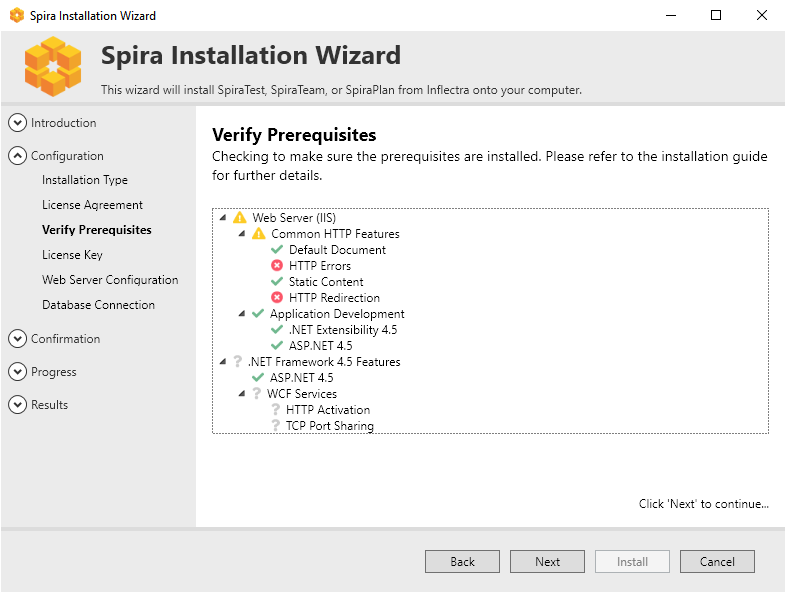 Spira Installation Wizard
Spira Installation Wizard
This wizard will install SpiraTest, SpiraTeam, or SpiraPlan from Inflectra onto your computer.
Introduction
Configuration
Installation Type
License Agreement
Verify Prerequisites
License Key
Web Server Configuration
Database Connection
Confirmation
Progress
Results
Verify Prerequisites
Checking to make sure the prerequisites are installed. Please refer to the installation guide
for further details.
Web Server (IIS)
Common HTTP Features
Default Document
HTTP Errors
Static Content
HTTP Redirection
Application Development
.NET Extensibility 4.5
ASP.NET 4.5
.NET Framework 4.5 Features
ASP.NET 4.5
WCF Services
HTTP Activation
TCP Port Sharing
Click 'Next' to continue...
Back
Next
Install
Cancel